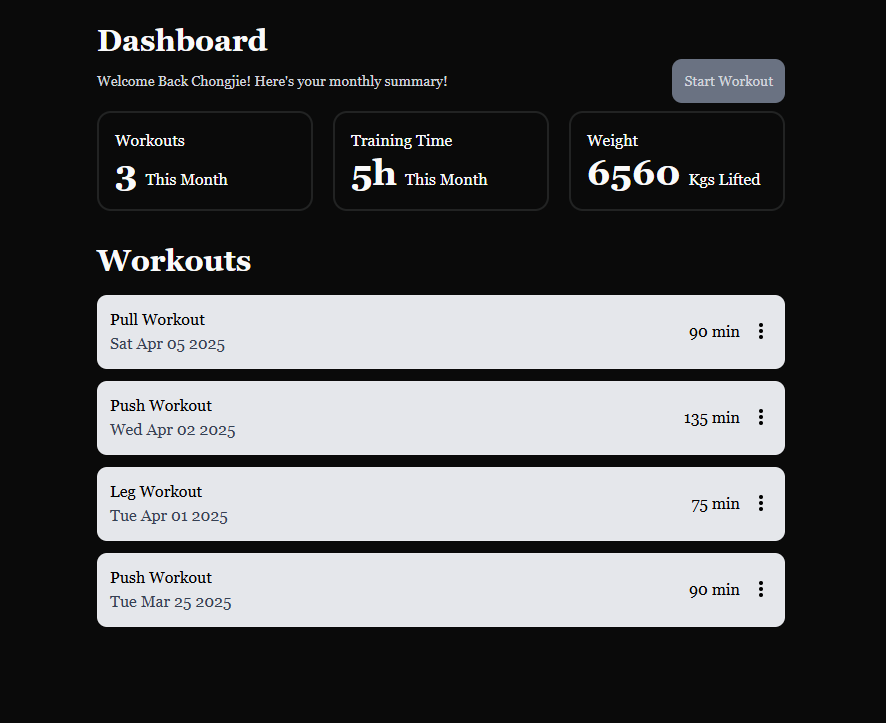 Dashboard
Welcome Back Chongjie! Here's your monthly summary!
Start Workout
Workouts
3 This Month
Training Time
5h This Month
Weight
6560 Kgs Lifted
Workouts
Pull Workout
Sat Apr 05 2025
90 min
Push Workout
Wed Apr 02 2025
135 min
Leg Workout
Tue Apr 01 2025
75 min
Push Workout
Tue Mar 25 2025
90 min